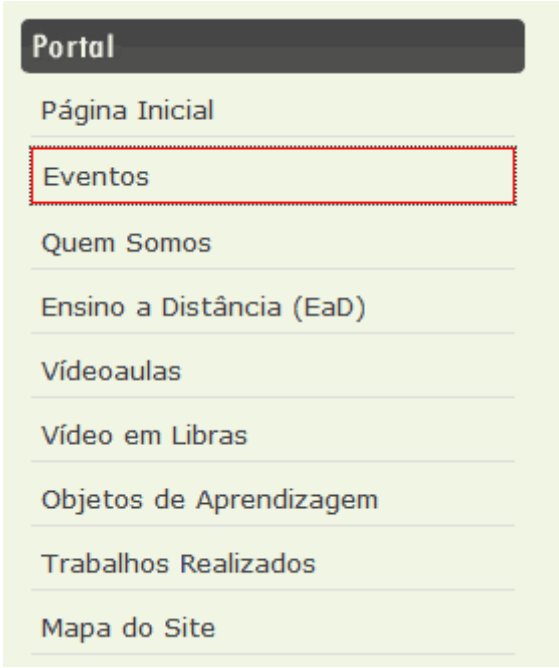 Portal
Página Inicial
Eventos
Quem Somos
Ensino a Distância (EaD)
Vídeoaulas
Vídeo em Libras
Objetos de Aprendizagem
Trabalhos Realizados
Mapa do Site